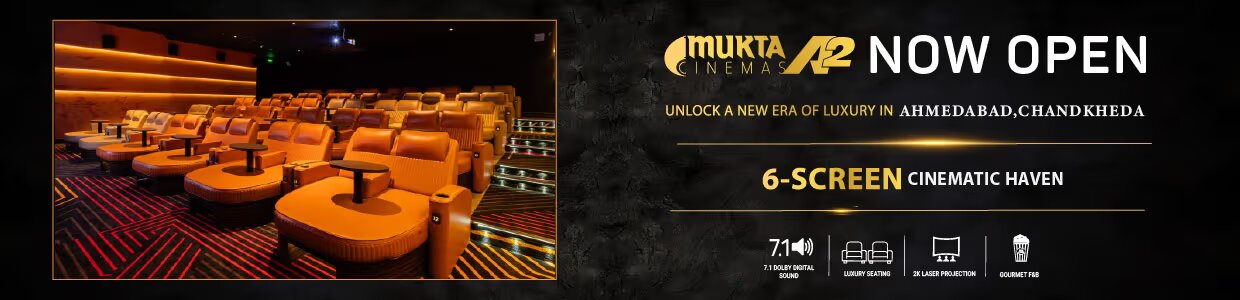 MUKTA A2
CINEMAS
NOW OPEN
UNLOCK A NEW ERA OF LUXURY IN AHMEDABAD,CHANDKHEDA
6-SCREEN CINEMATIC HAVEN
7.1
7.1 DOLBY DIGITAL
SOUND
LUXURY SEATING
2K LASER PROJECTION
GOURMET F&B
12